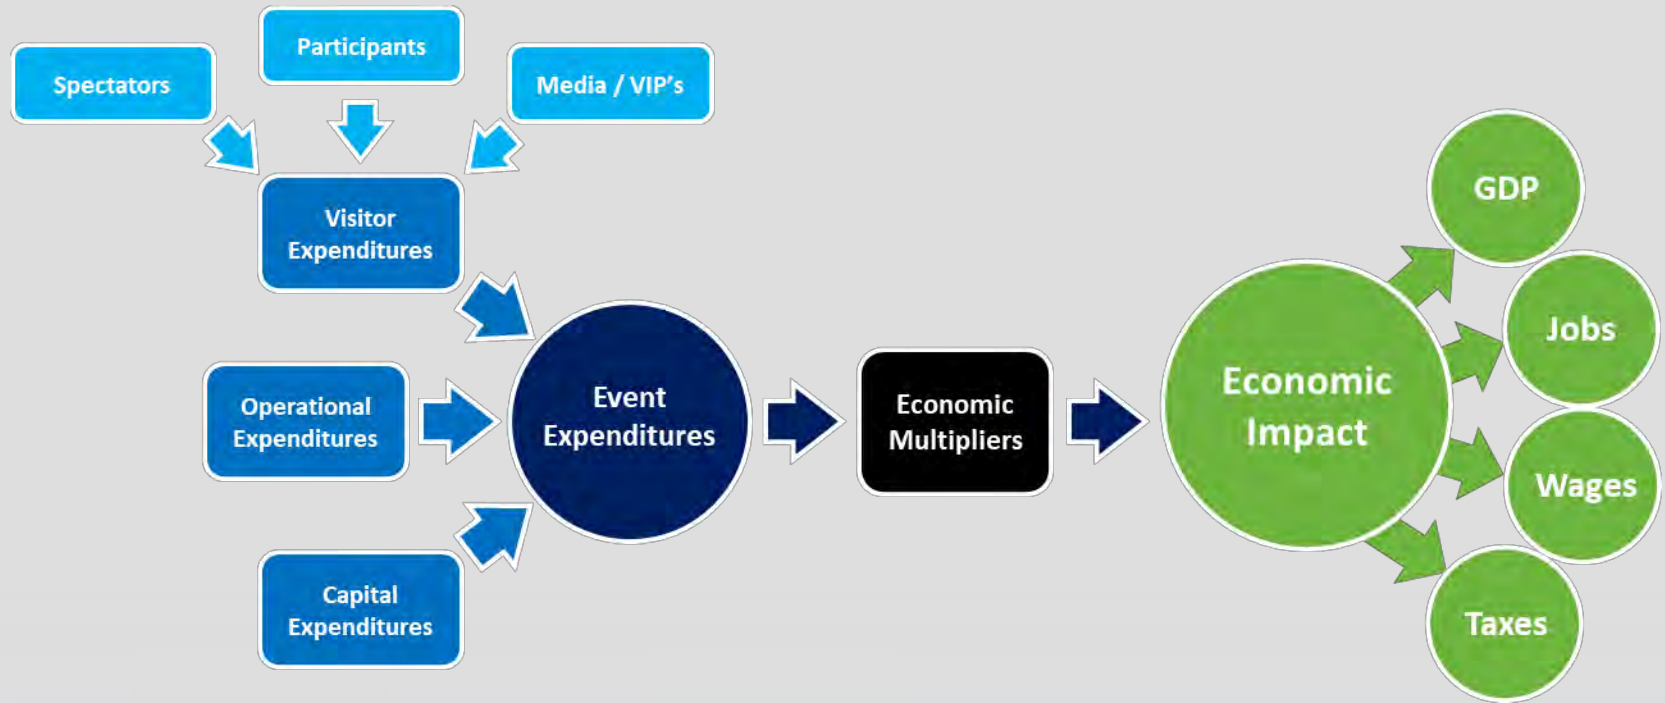 Participants
Spectators
Media / VIP's
Visitor
Expenditures
Operational
Expenditures
Capital
Expenditures
Event
Expenditures
Economic
Multipliers
Economic
Impact
GDP
Jobs
Wages
Taxes